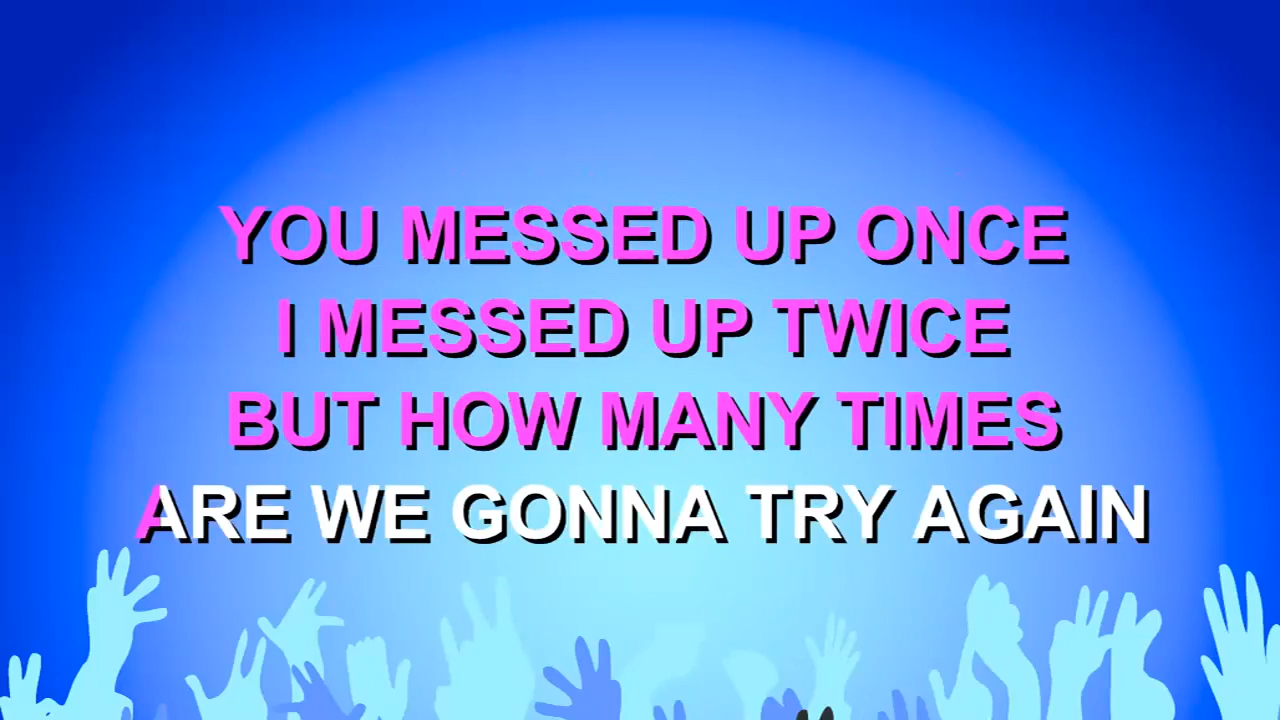 YOU MESSED UP ONCE
I MESSED UP TWICE
BUT HOW MANY TIMES
ARE WE GONNA TRY AGAIN